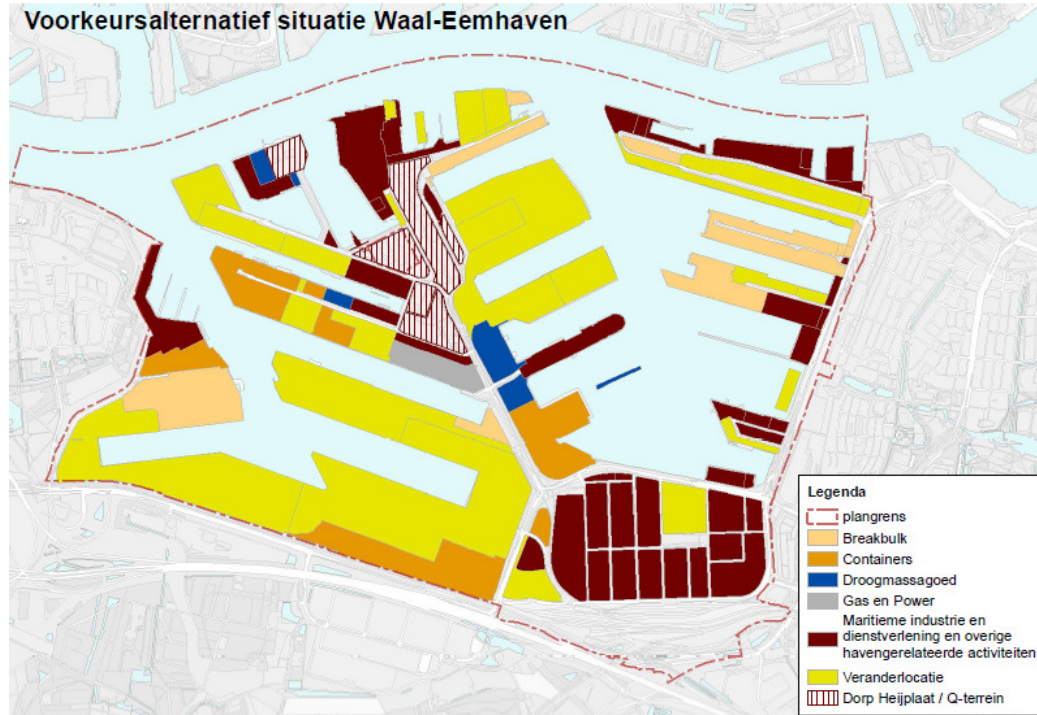 Voorkeursalternatief situatie Waal-Eemhaven
Legenda
plangrens
Breakbulk
Containers
Droogmassagoed
Gas en Power
Maritieme industrie en
dienstverlening en overige
havengerelateerde activiteiten
Veranderlocatie
Dorp Heijplaat / Q-terrein